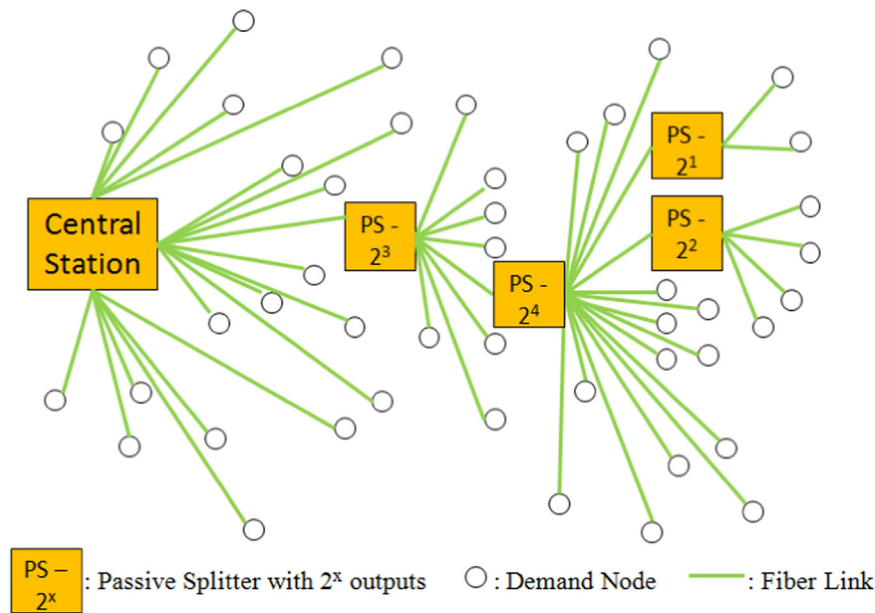 Central
Station
PS -
2³
PS -
2⁴
PS -
2¹
PS -
2²
PS –
2ˣ
: Passive Splitter with 2ˣ outputs
: Demand Node
: Fiber Link